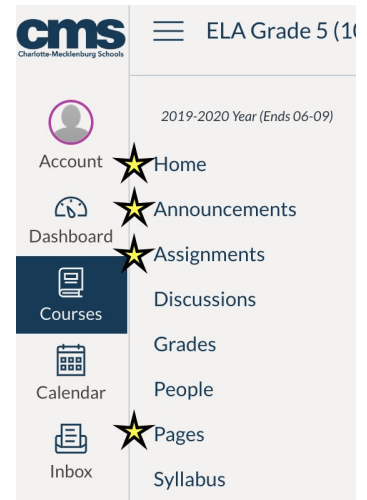 cms
Charlotte-Mecklenburg Schools
ELA Grade 5 (10
2019-2020 Year (Ends 06-09)
Account
Dashboard
Courses
Calendar
Inbox
Home
Announcements
Assignments
Discussions
Grades
People
Pages
Syllabus